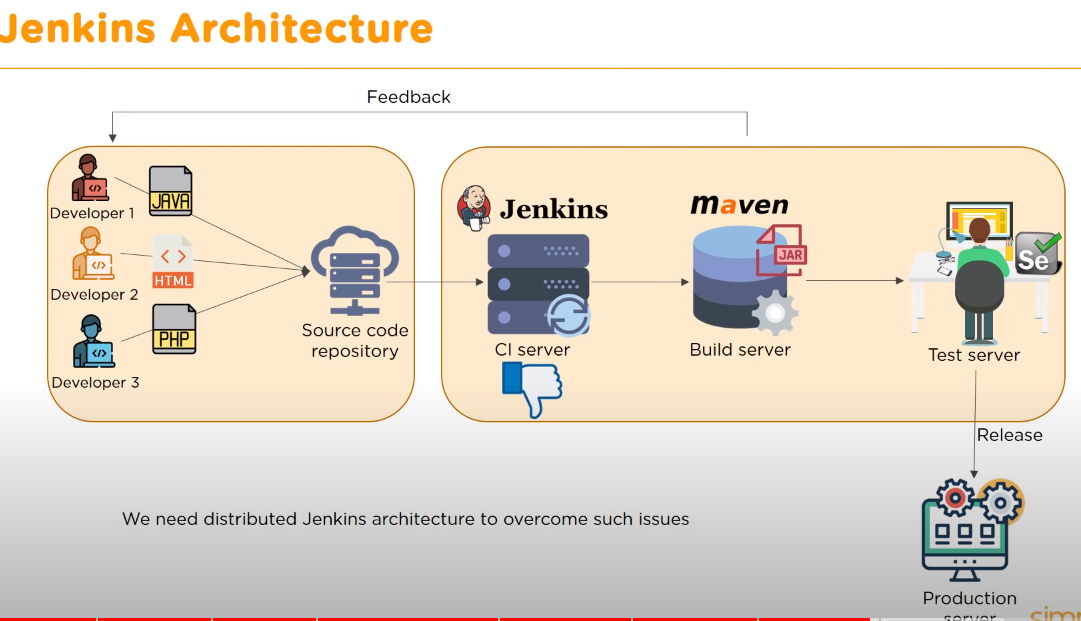 Jenkins Architecture
Feedback
Developer 1
JAVA
Developer 2
HTML
Developer 3
PHP
Source code
repository
Jenkins
CI server
maven
JAR
Build server
Se
Test server
Release
We need distributed Jenkins architecture to overcome such issues
Production
server